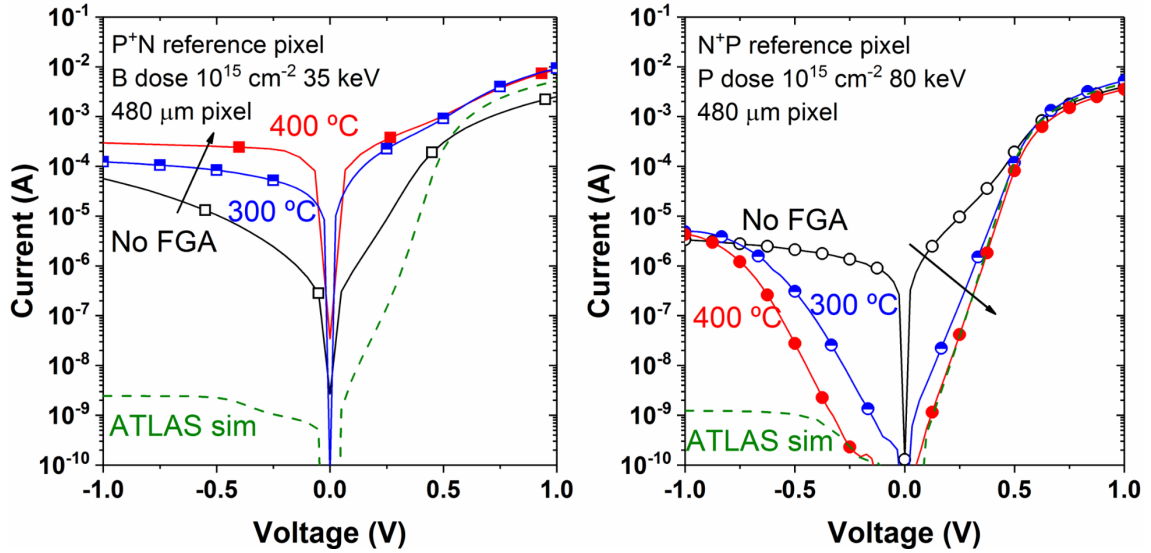 P⁺N reference pixel
B dose 10¹⁵ cm⁻² 35 keV
480 μm pixel
400 ºC
300 ºC
No FGA
ATLAS sim
Current (A)
10⁻¹
10⁻²
10⁻³
10⁻⁴
10⁻⁵
10⁻⁶
10⁻⁷
10⁻⁸
10⁻⁹
10⁻¹⁰
-1.0 -0.5 0.0 0.5 1.0
Voltage (V)
N⁺P reference pixel
P dose 10¹⁵ cm⁻² 80 keV
480 μm pixel
No FGA
300 ºC
400 ºC
ATLAS sim
Current (A)
10⁻¹
10⁻²
10⁻³
10⁻⁴
10⁻⁵
10⁻⁶
10⁻⁷
10⁻⁸
10⁻⁹
10⁻¹⁰
-1.0 -0.5 0.0 0.5 1.0
Voltage (V)